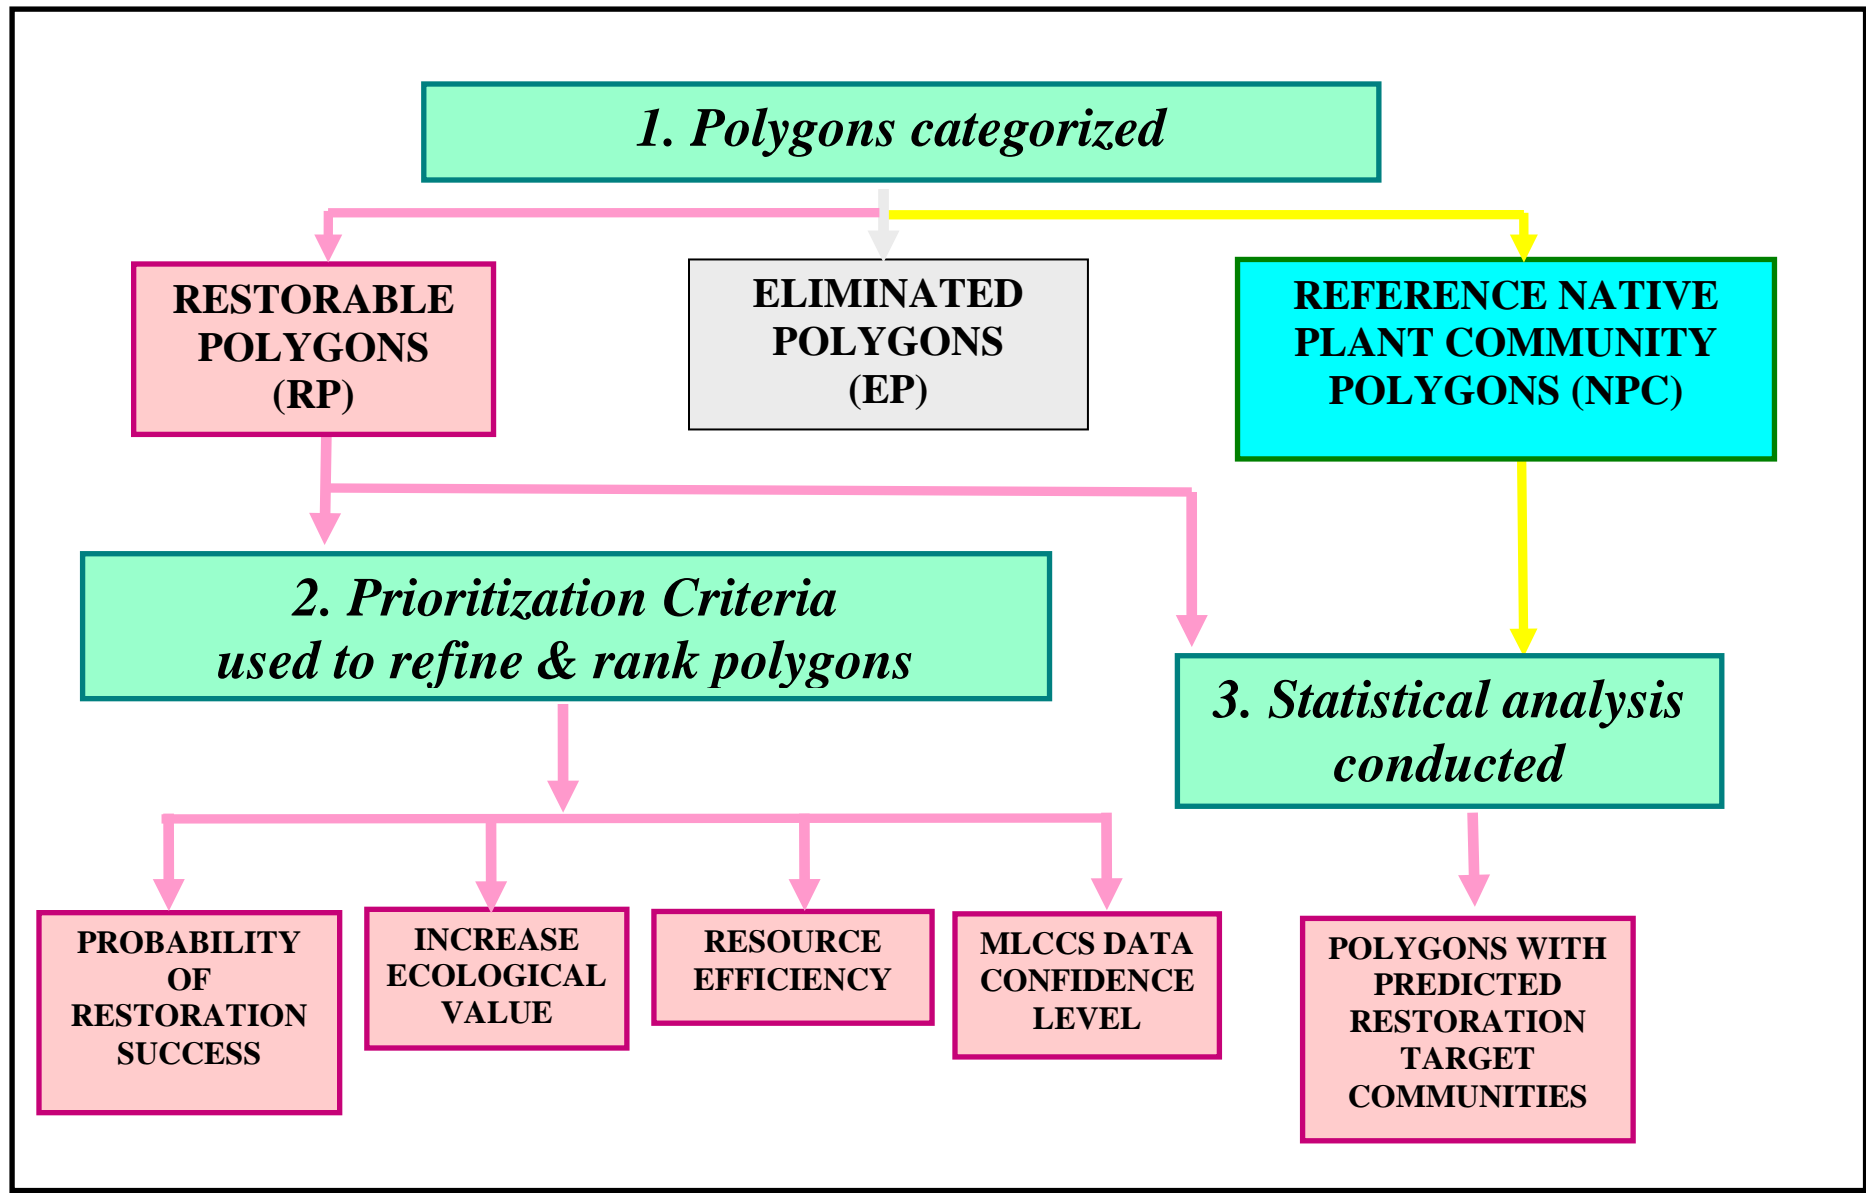 1. Polygons categorized
RESTORABLE
POLYGONS
(RP)
ELIMINATED
POLYGONS
(EP)
REFERENCE NATIVE
PLANT COMMUNITY
POLYGONS (NPC)
2. Prioritization Criteria
used to refine & rank polygons
3. Statistical analysis
conducted
PROBABILITY
OF
RESTORATION
SUCCESS
INCREASE
ECOLOGICAL
VALUE
RESOURCE
EFFICIENCY
MLCCS DATA
CONFIDENCE
LEVEL
POLYGONS WITH
PREDICTED
RESTORATION
TARGET
COMMUNITIES